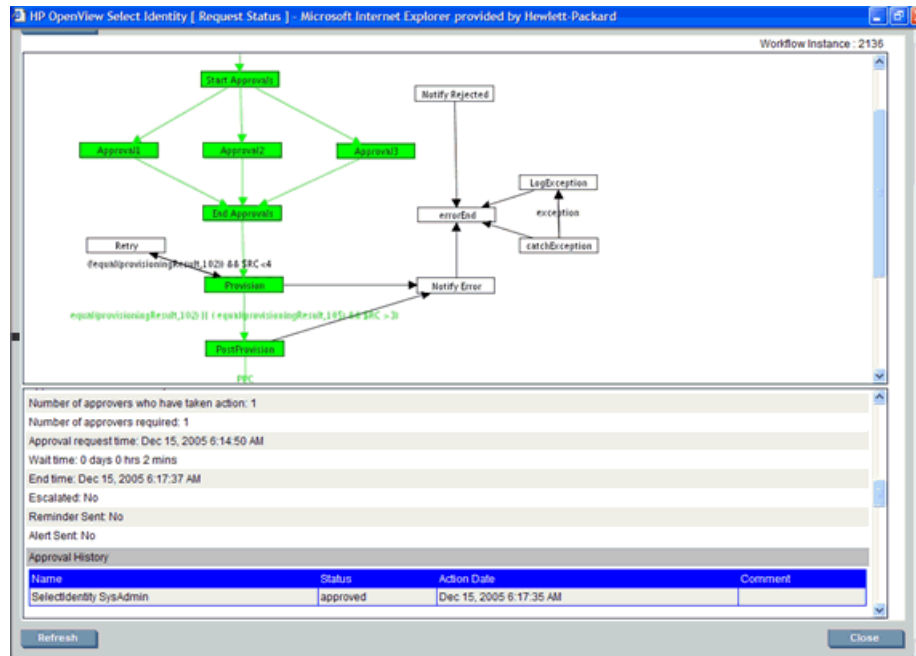 HP OpenView Select Identity [ Request Status ] - Microsoft Internet Explorer provided by Hewlett-Packard
Workflow Instance : 2136
Start Approvals
Notify Rejected
Approval1
Approval2
Approval3
LogException
End Approvals
errorEnd
exception
Retry
catchException
(!equal(provisioningResult,102)) && $RC <4
Provision
Notify Error
equal(provisioningResult,102) || ( equal(provisioningResult,105) && $RC > 3)
PostProvision
PPC
Number of approvers who have taken action: 1
Number of approvers required: 1
Approval request time: Dec 15, 2005 6:14:50 AM
Wait time: 0 days 0 hrs 2 mins
End time: Dec 15, 2005 6:17:37 AM
Escalated: No
Reminder Sent: No
Alert Sent: No
Approval History
Name Status Action Date Comment
SelectIdentity SysAdmin approved Dec 15, 2005 6:17:35 AM
Refresh Close